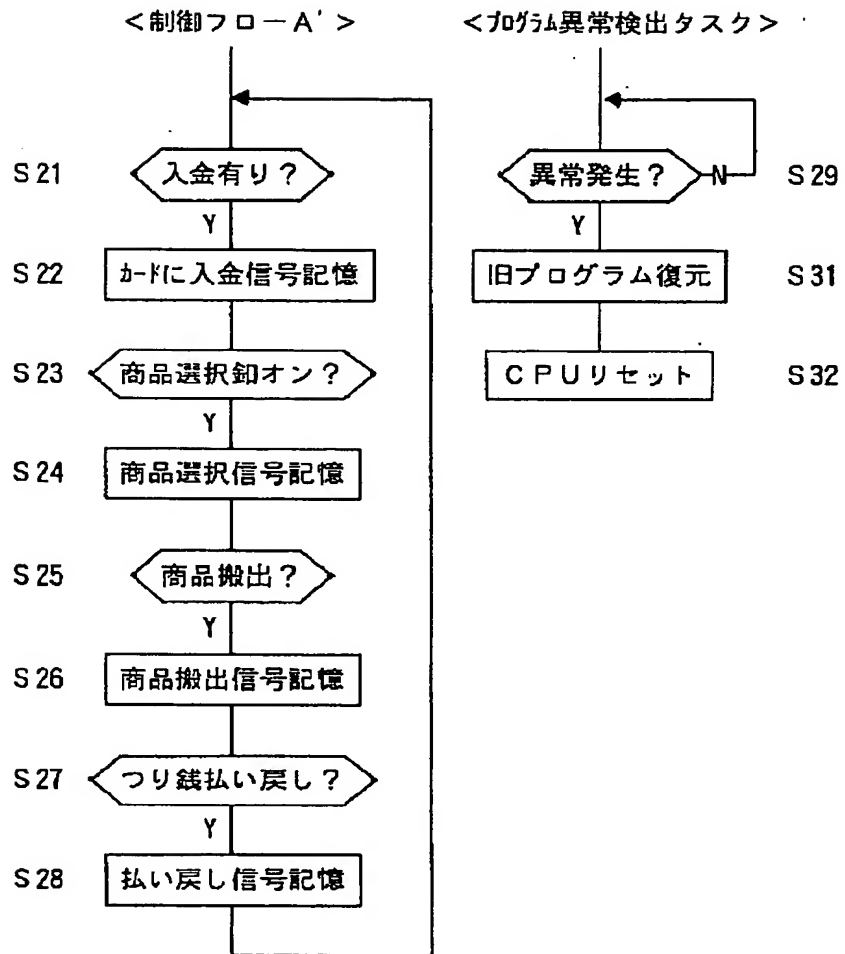 <制御フローA'>
S21 入金有り?
Y
S22 カードに入金信号記憶
S23 商品選択釦オン?
Y
S24 商品選択信号記憶
S25 商品搬出?
Y
S26 商品搬出信号記憶
S27 つり銭払い戻し?
Y
S28 払い戻し信号記憶
<プログラム異常検出タスク>
異常発生? N S29
Y
旧プログラム復元 S31
CPUリセット S32